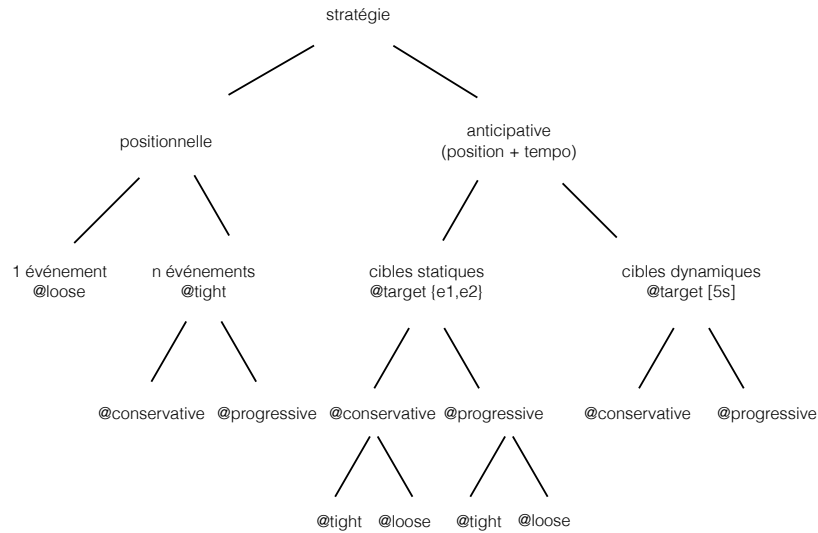 stratégie
positionnelle
anticipative
(position + tempo)
1 événement
@loose
n événements
@tight
cibles statiques
@target {e1,e2}
cibles dynamiques
@target [5s]
@conservative @progressive @conservative @progressive @conservative @progressive
@tight @loose @tight @loose